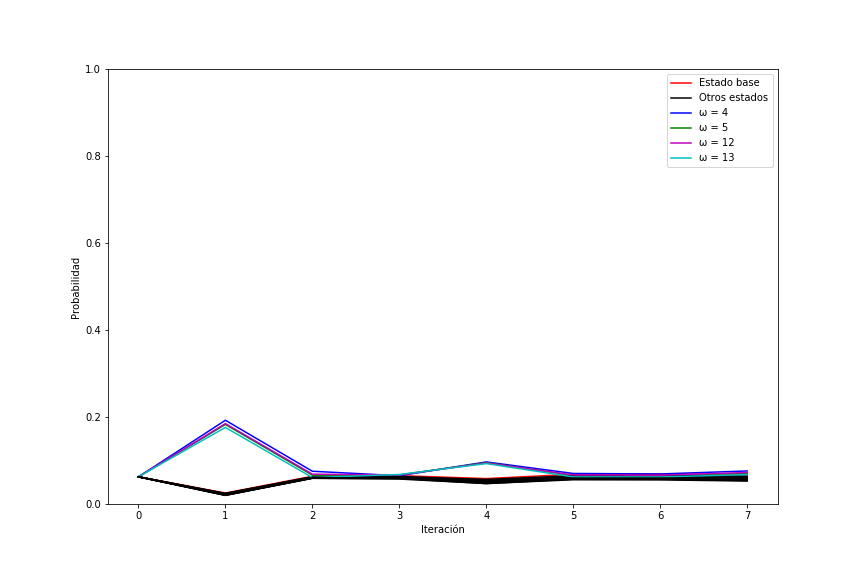 1.0
0.8
0.6
0.4
0.2
0.0
Probabilidad
0 1 2 3 4 5 6 7
Iteración
Estado base
Otros estados
ω = 4
ω = 5
ω = 12
ω = 13